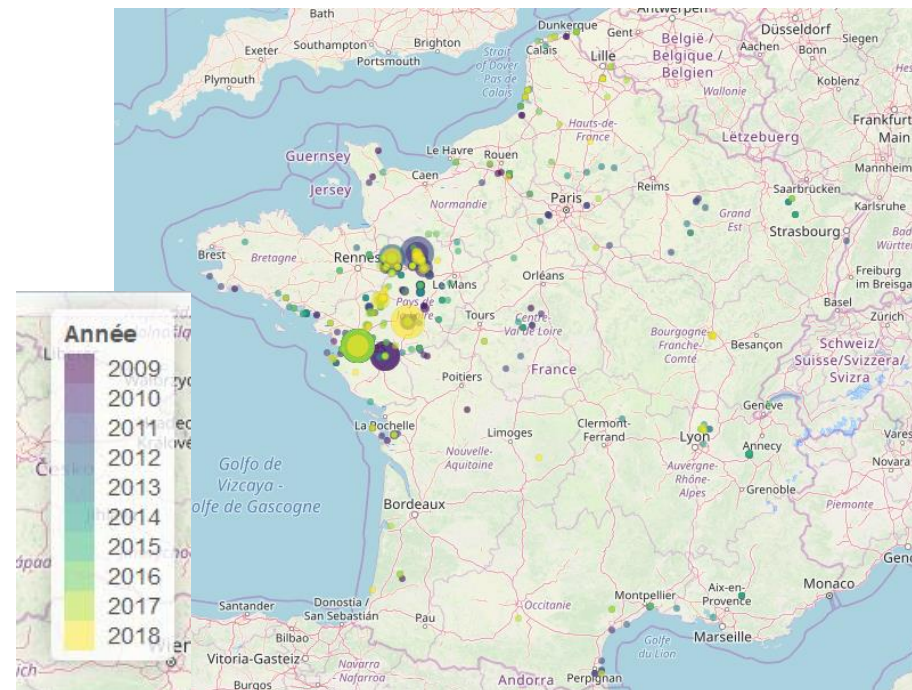 Bath
Antwerpen
Dunkerque
Gent
Düsseldorf
Siegen
Exeter
Southampton
Brighton
Portsmouth
Strait
of Dover /
Pas de
Calais
Calais
Lille
België /
Belgique /
Belgien
Aachen
Bonn
Plymouth
Koblenz
Wallonie
Frankfurt
Main
Hauts-de-
France
Lëtzebuerg
Guernsey
Le Havre
Rouen
Mannheim
Jersey
Caen
Paris
Reims
Saarbrücken
Normandie
Karlsruhe
Grand
Est
Strasbourg
Brest
Bretagne
Rennes
Le Mans
Orléans
Freiburg
im Breisga
Pays de
Tours
Centre-
Val de Loire
Basel
Zürich
Bourgogne-
Franche-
Comté
Besançon
Schweiz/
Suisse/Svizzera/
Svizra
Poitiers
France
Genève
La Rochelle
Limoges
Clermont-
Ferrand
Lyon
Annecy
Vares
Novara
Nouvelle-
Aquitaine
Auvergne-
Rhône-
Alpes
Grenoble
Golfo de
Vizcaya -
olfe de Gascogne
Bordeaux
Piemonte
Geno
Monaco
Santander
Donostia /
San Sebastián
Pau
Occitanie
Montpellier
Aix-en-
Provence
Marseille
Bilbao
Vitoria-Gasteiz
Navarra -
Nafarroa
Burgos
Andorra
Perpignan
Golfe
du Lion
Année
2009
2010
2011
2012
2013
2014
2015
2016
2017
2018